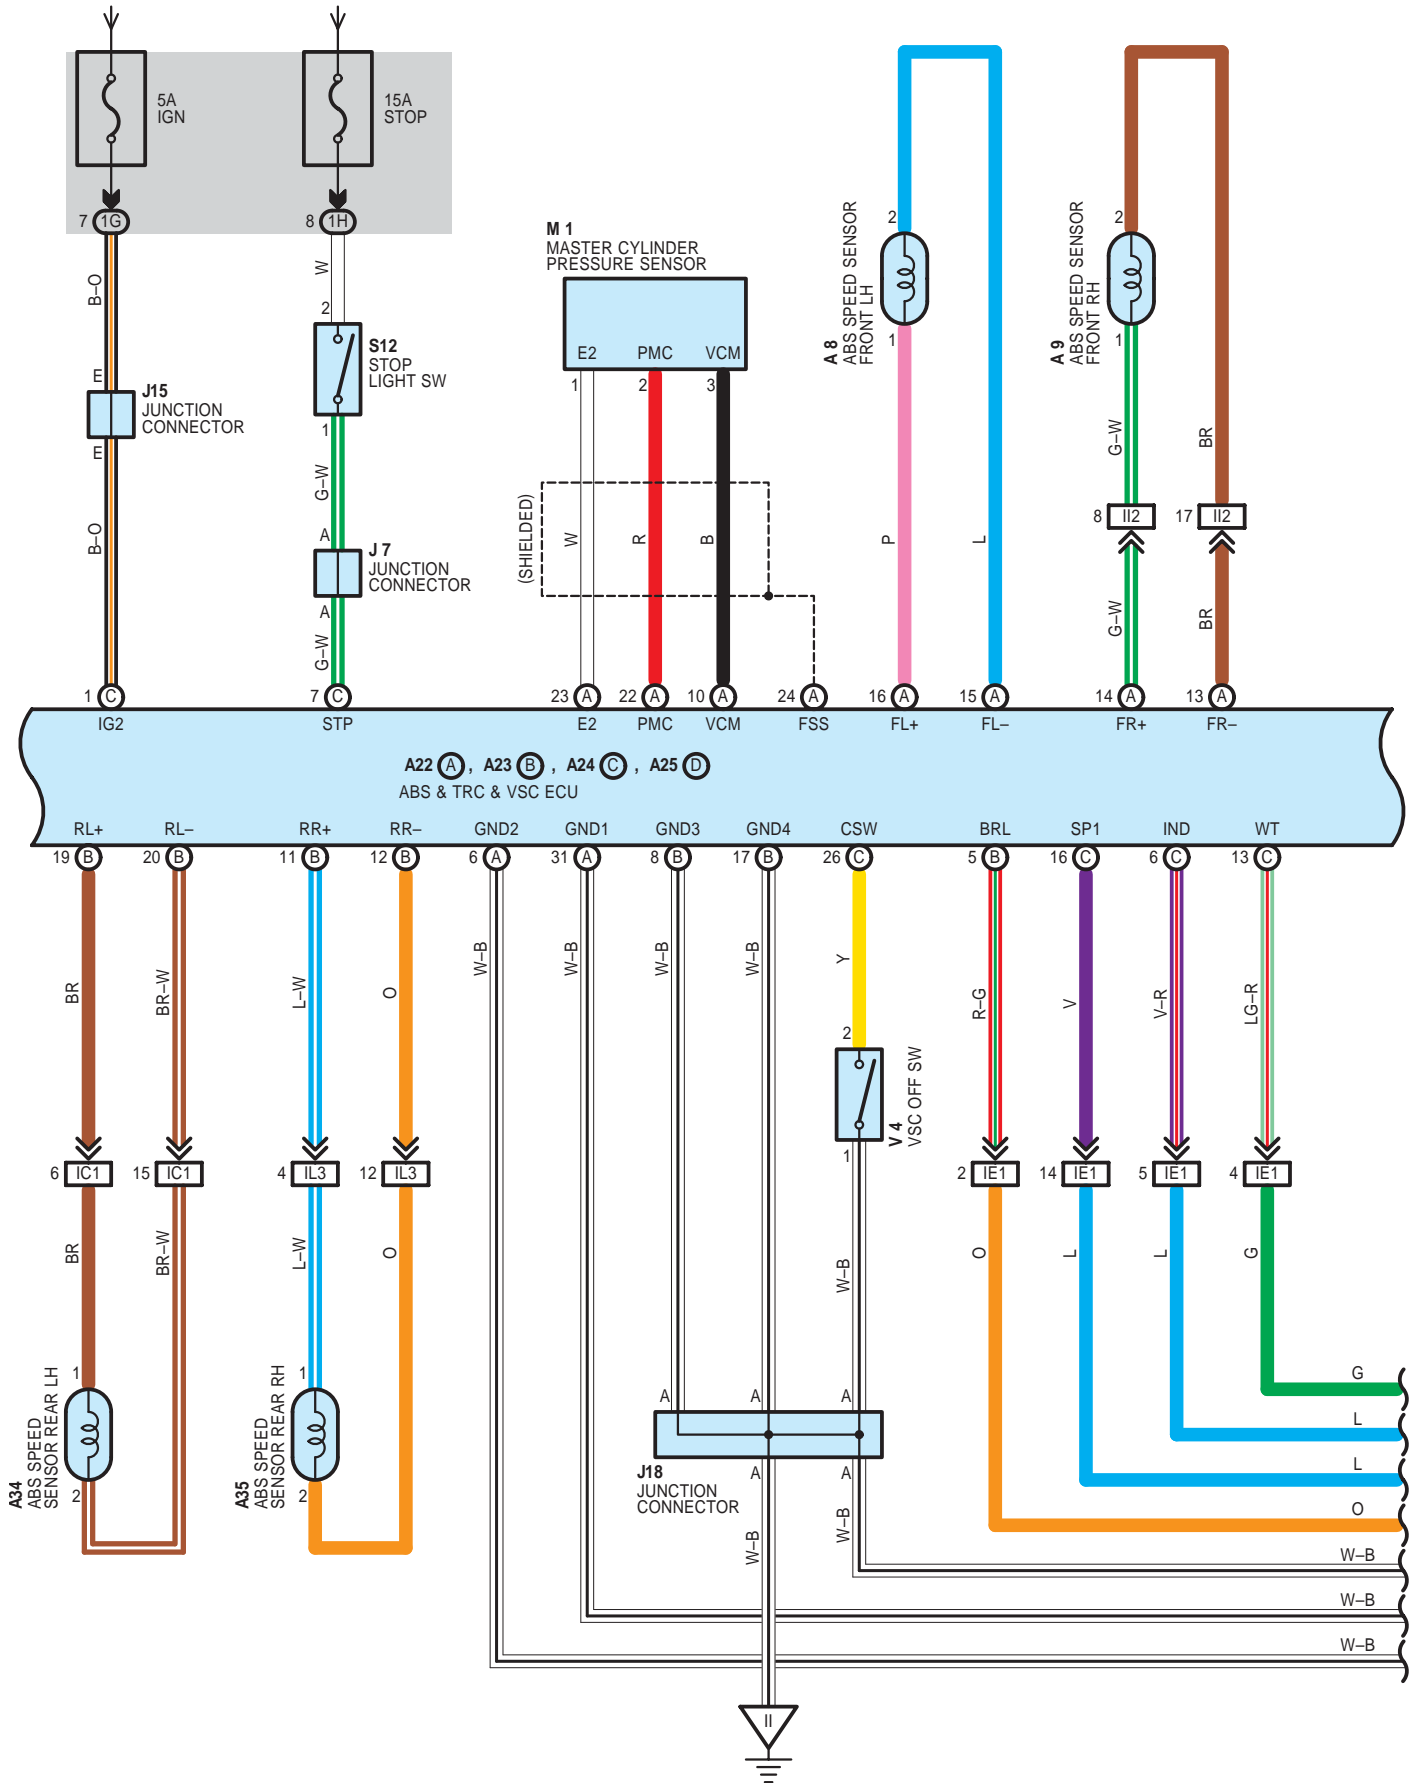 5A
IGN
15A
STOP
7 1G
8 1H
B–O
W
2
E
J15
JUNCTION
CONNECTOR
E
B–O
S12
STOP
LIGHT SW
1
G–W
A
J 7
JUNCTION
CONNECTOR
A
G–W
M 1
MASTER CYLINDER
PRESSURE SENSOR
E2 PMC VCM
1 2 3
(SHIELDED)
W R B
2
A 8
ABS SPEED SENSOR
FRONT LH
1
P L
2
A 9
ABS SPEED SENSOR
FRONT RH
1
G–W BR
8 II2 17 II2
G–W BR
1 C 7 C 23 A 22 A 10 A 24 A 16 A 15 A 14 A 13 A
IG2 STP E2 PMC VCM FSS FL+ FL– FR+ FR–
A22 A , A23 B , A24 C , A25 D
ABS & TRC & VSC ECU
RL+ RL– RR+ RR– GND2 GND1 GND3 GND4 CSW BRL SP1 IND WT
19 B 20 B 11 B 12 B 6 A 31 A 8 B 17 B 26 C 5 B 16 C 6 C 13 C
BR BR–W L–W O W–B W–B W–B W–B Y R–G V V–R LG–R
2
V 4
VSC OFF SW
1
6 IC1 15 IC1 4 IL3 12 IL3 2 IE1 14 IE1 5 IE1 4 IE1
BR BR–W L–W O W–B O L L G
1
A34
ABS SPEED
SENSOR REAR LH
2
1
A35
ABS SPEED
SENSOR REAR RH
2
A A A
J18
JUNCTION
CONNECTOR
A A
W–B W–B
G
L
L
O
W–B
W–B
W–B
II